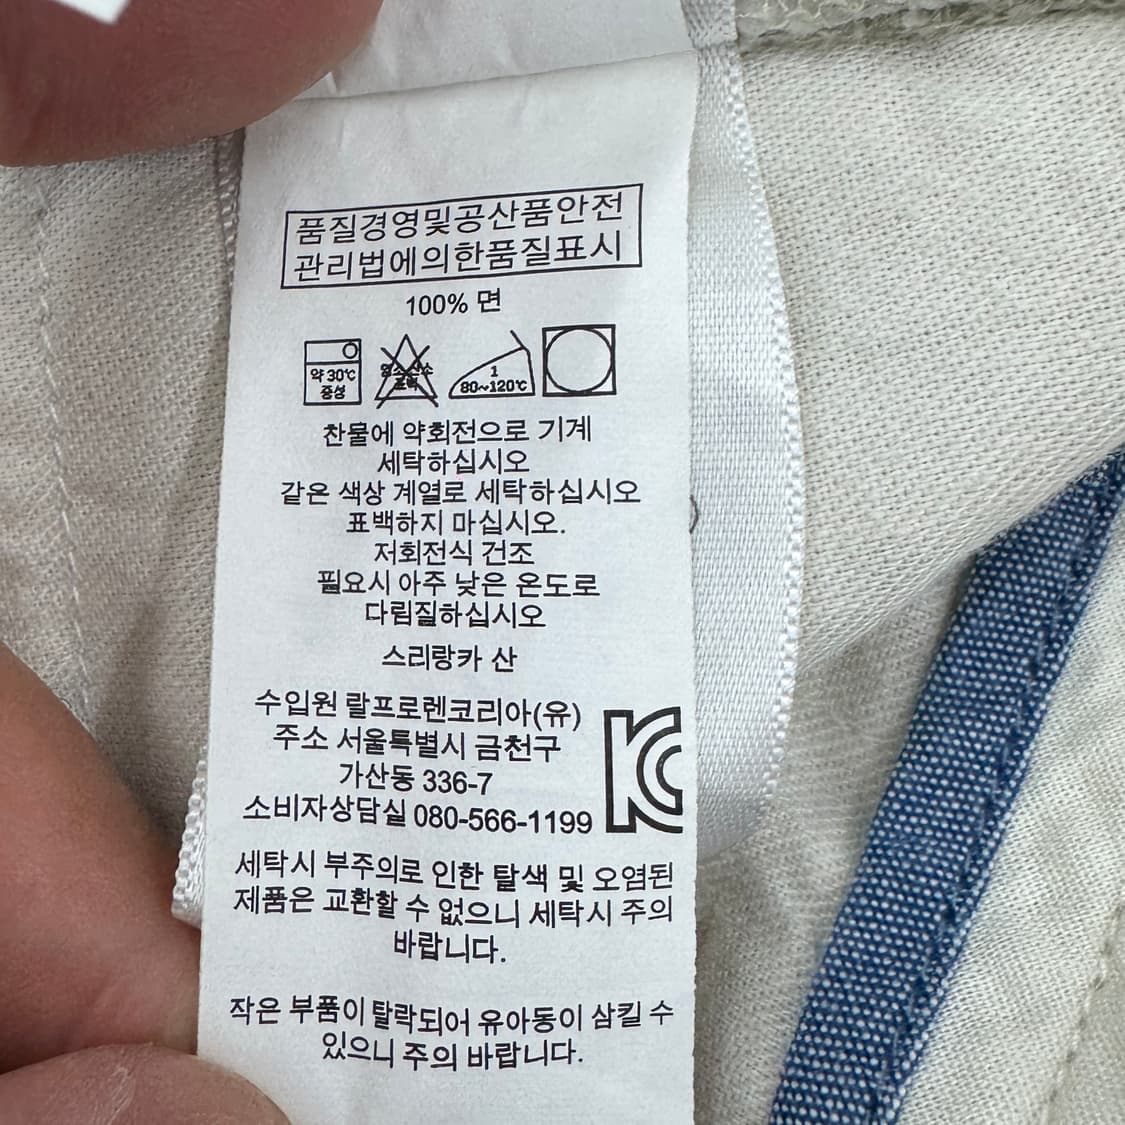 품질경영및공산품안전
관리법에의한품질표시
100% 면
약 30℃
중성
염소,산소
표백
1
80~120℃
찬물에 약회전으로 기계
세탁하십시오
같은 색상 계열로 세탁하십시오
표백하지 마십시오.
저회전식 건조
필요시 아주 낮은 온도로
다림질하십시오
스리랑카 산
수입원 랄프로렌코리아(유)
주소 서울특별시 금천구
가산동 336-7
소비자상담실 080-566-1199
세탁시 부주의로 인한 탈색 및 오염된
제품은 교환할 수 없으니 세탁시 주의
바랍니다.
작은 부품이 탈락되어 유아동이 삼킬 수
있으니 주의 바랍니다.